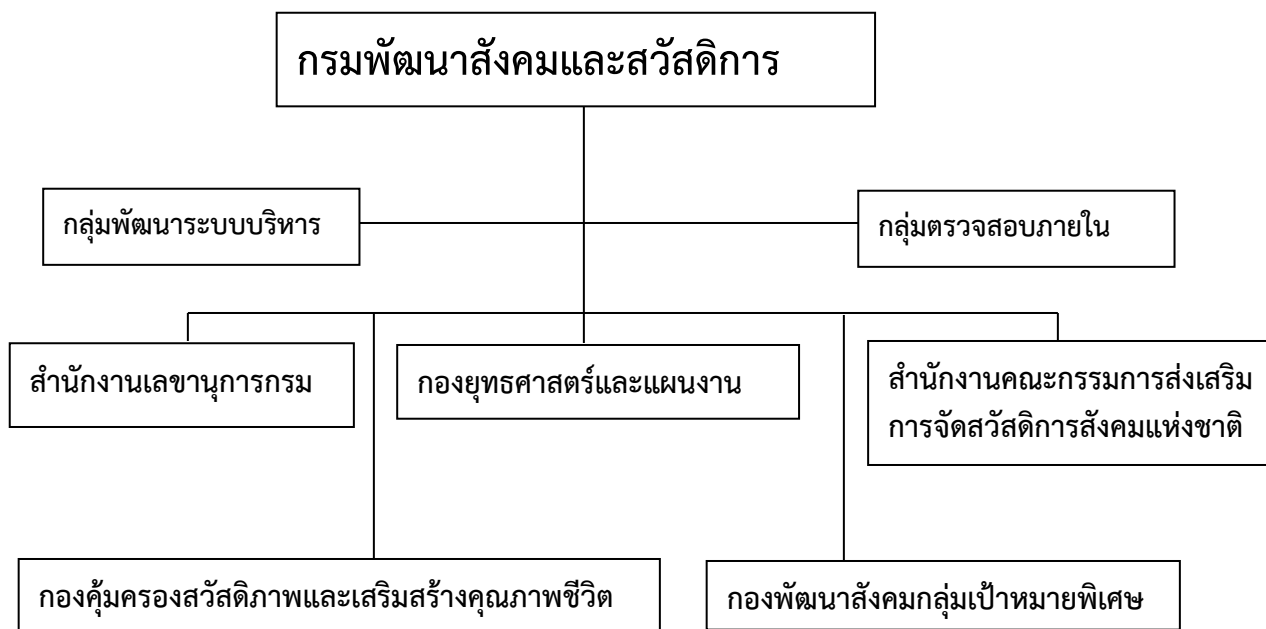 กรมพัฒนาสังคมและสวัสดิการ
กลุ่มพัฒนาระบบบริหาร
กลุ่มตรวจสอบภายใน
สำนักงานเลขานุการกรม
กองยุทธศาสตร์และแผนงาน
สำนักงานคณะกรรมการส่งเสริม
การจัดสวัสดิการสังคมแห่งชาติ
กองคุ้มครองสวัสดิภาพและเสริมสร้างคุณภาพชีวิต
กองพัฒนาสังคมกลุ่มเป้าหมายพิเศษ